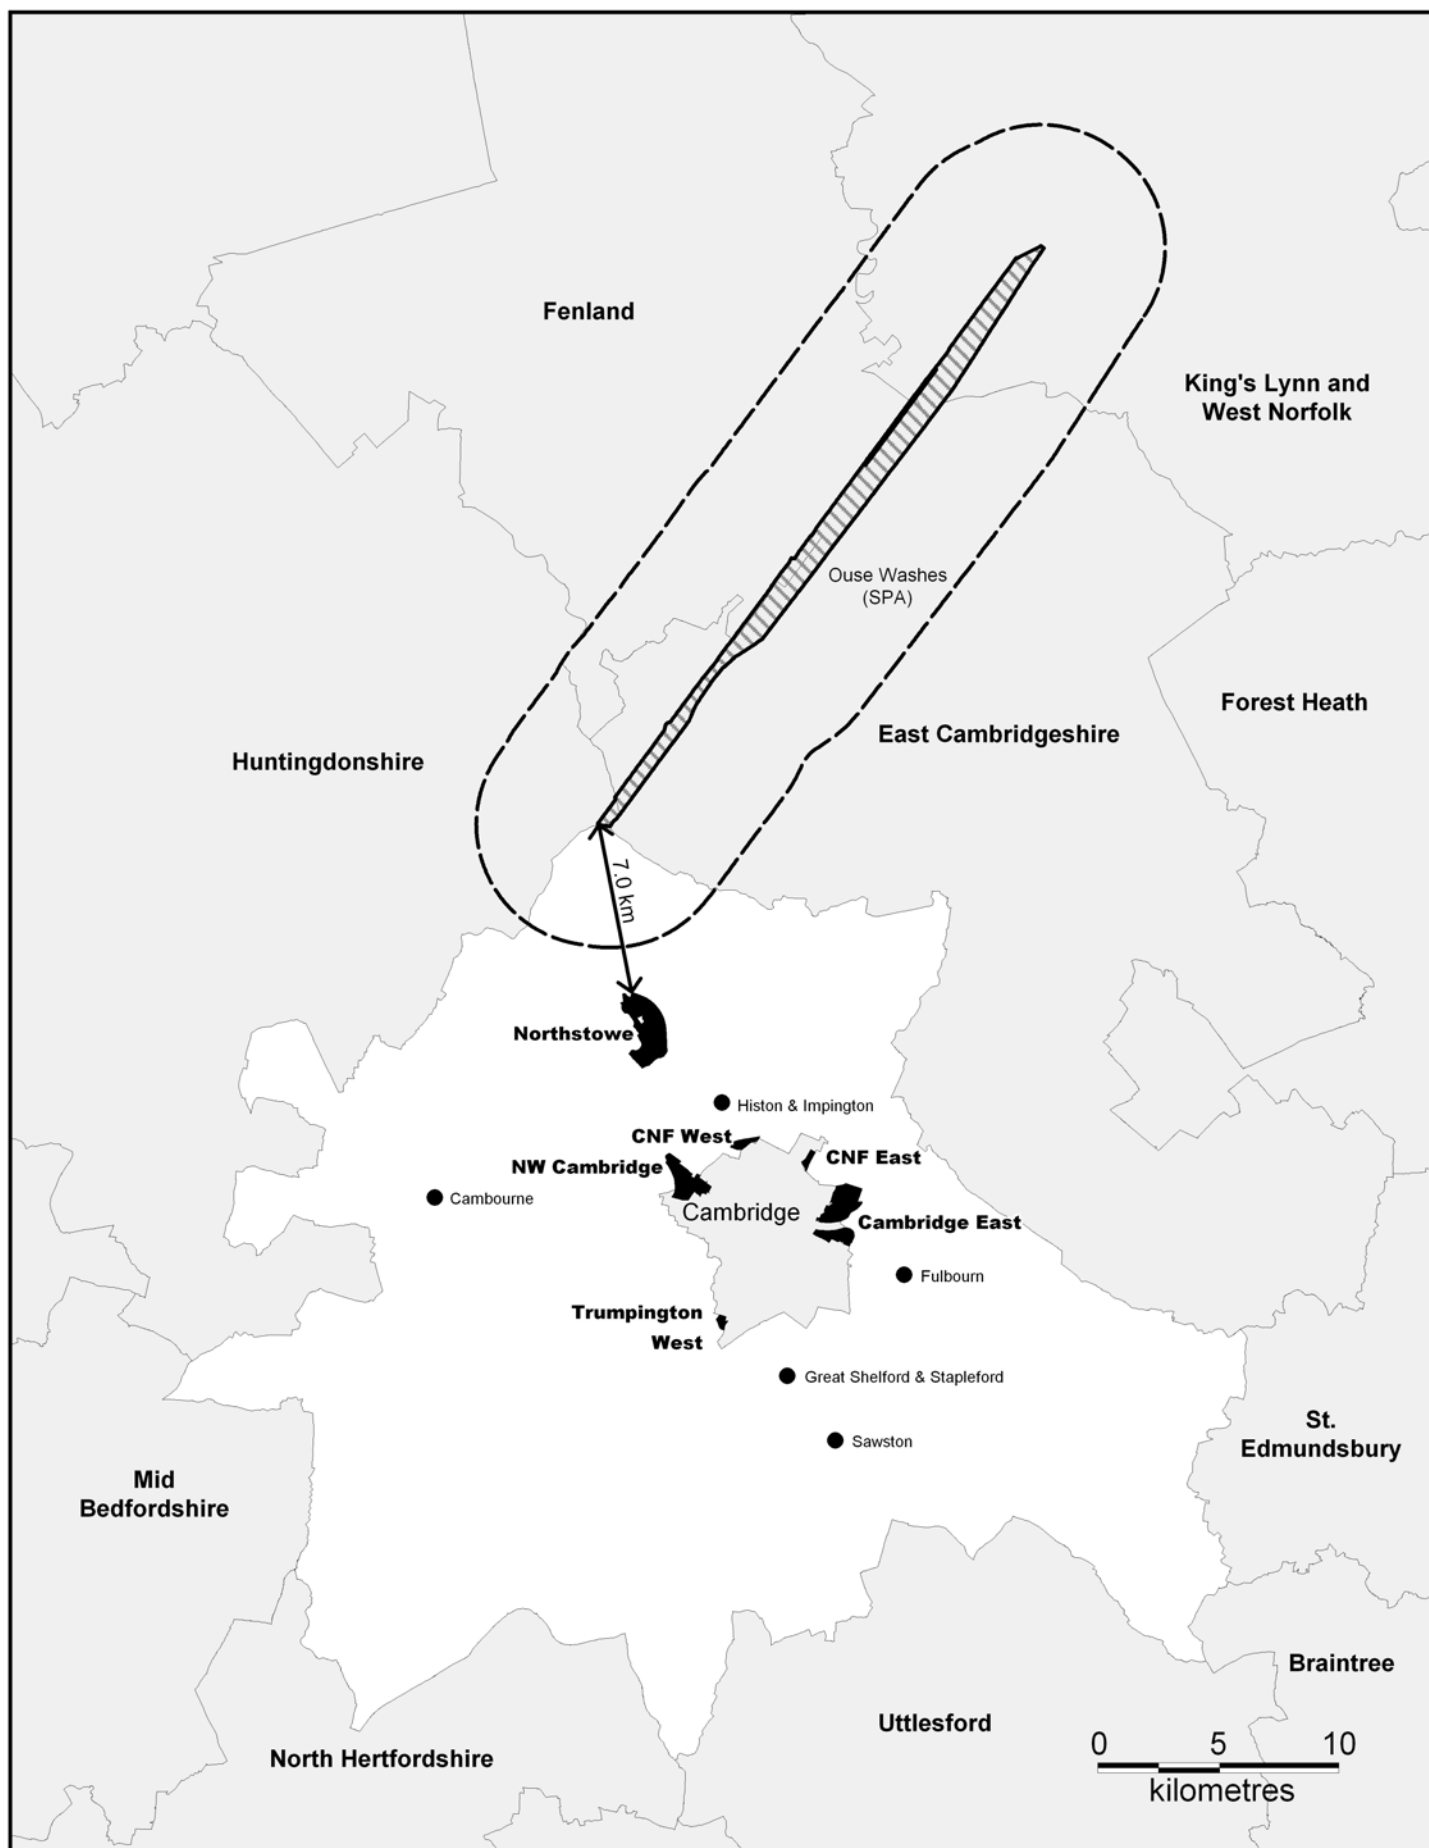 Fenland
King's Lynn and
West Norfolk
Ouse Washes
(SPA)
Forest Heath
East Cambridgeshire
Huntingdonshire
7.0 km
Northstowe
Histon & Impington
CNF West
CNF East
NW Cambridge
Cambourne
Cambridge
Cambridge East
Fulbourn
Trumpington
West
Great Shelford & Stapleford
St.
Edmundsbury
Sawston
Mid
Bedfordshire
Braintree
Uttlesford
North Hertfordshire
0 5 10
kilometres